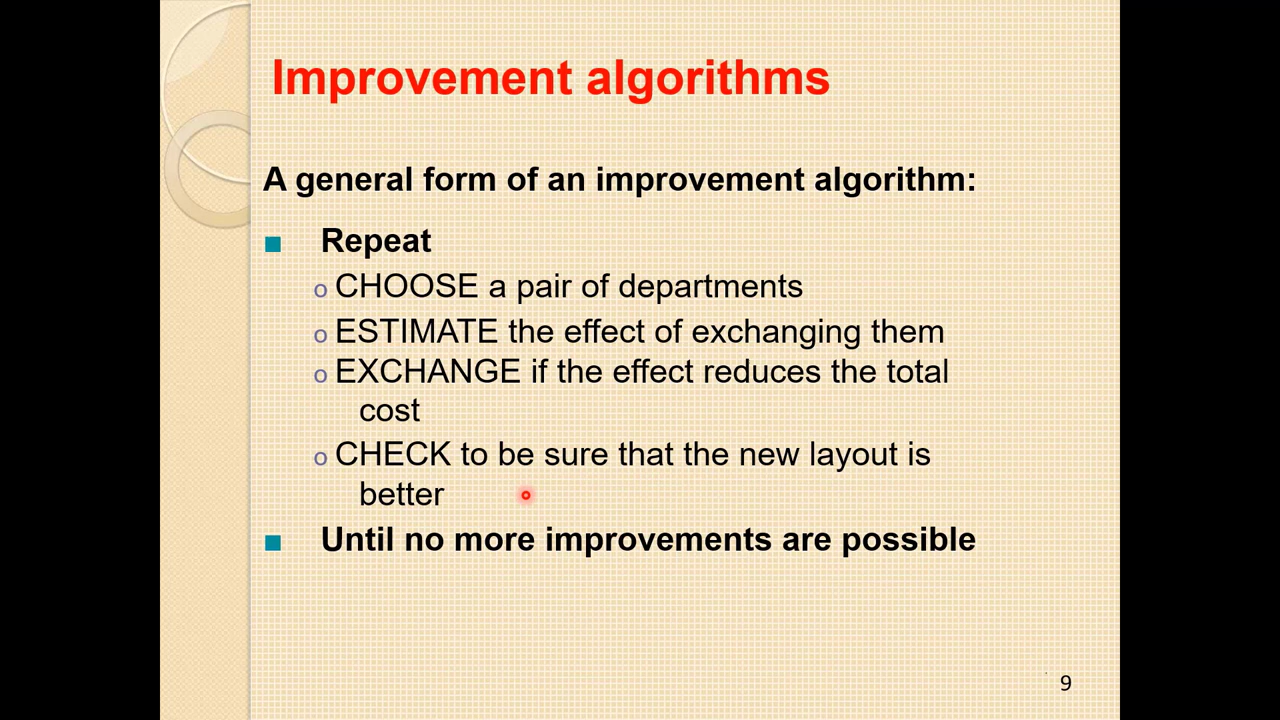 Improvement algorithms
A general form of an improvement algorithm:
■ Repeat
o CHOOSE a pair of departments
o ESTIMATE the effect of exchanging them
o EXCHANGE if the effect reduces the total
cost
o CHECK to be sure that the new layout is
better
■ Until no more improvements are possible
9